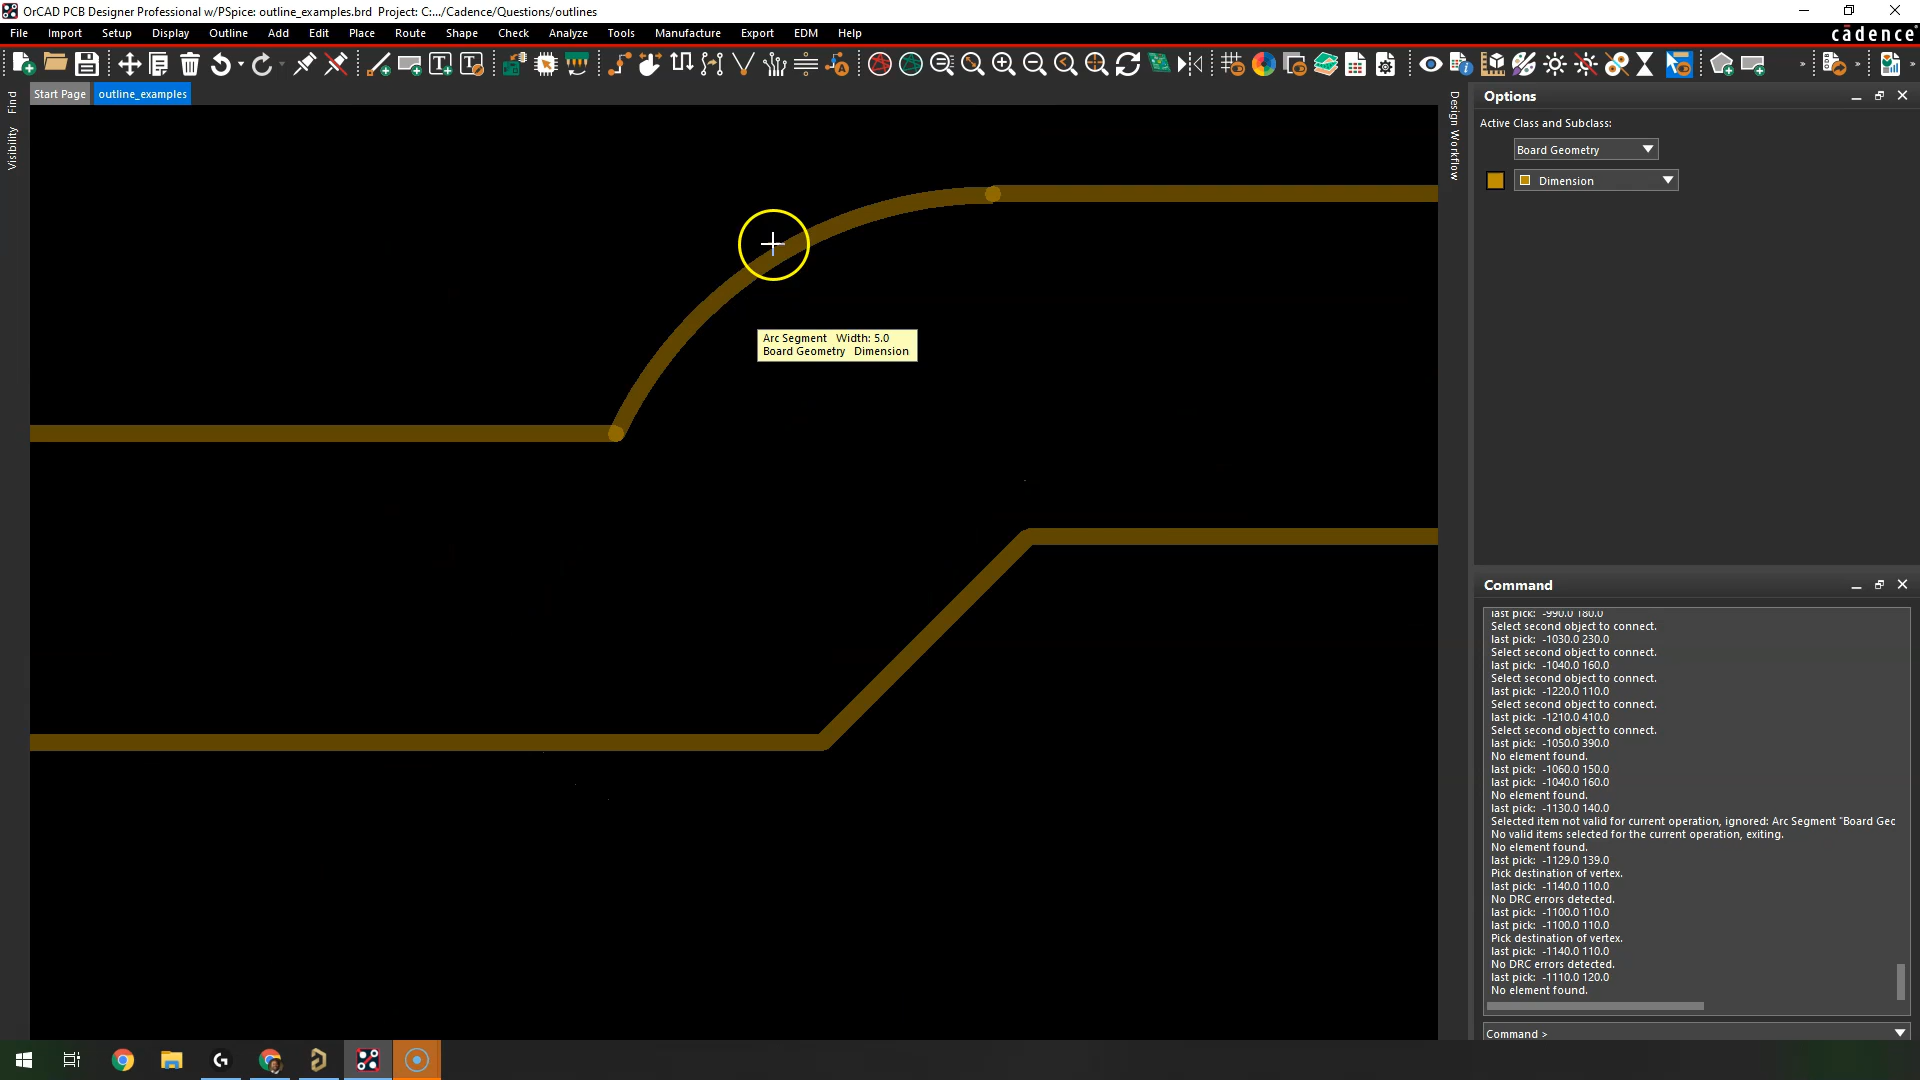 OrCAD PCB Designer Professional w/PSpice: outline_examples.brd  Project: C:.../Cadence/Questions/outlines
File Import Setup Display Outline Add Edit Place Route Shape Check Analyze Tools Manufacture Export EDM Help
cādence®
Start Page outline_examples
Find
Visibility
Design Workflow
Arc Segment Width: 5.0
Board Geometry Dimension
Options
Active Class and Subclass:
Board Geometry
Dimension
Command
last pick: -990.0 180.0
Select second object to connect.
last pick: -1030.0 230.0
Select second object to connect.
last pick: -1040.0 160.0
Select second object to connect.
last pick: -1220.0 110.0
Select second object to connect.
last pick: -1210.0 410.0
Select second object to connect.
last pick: -1050.0 390.0
No element found.
last pick: -1060.0 150.0
last pick: -1040.0 160.0
No element found.
last pick: -1130.0 140.0
Selected item not valid for current operation, ignored: Arc Segment "Board Gec
No valid items selected for the current operation, exiting.
No element found.
last pick: -1129.0 139.0
Pick destination of vertex.
last pick: -1140.0 110.0
No DRC errors detected.
last pick: -1100.0 110.0
last pick: -1100.0 110.0
Pick destination of vertex.
last pick: -1140.0 110.0
No DRC errors detected.
last pick: -1110.0 120.0
No element found.
Command >